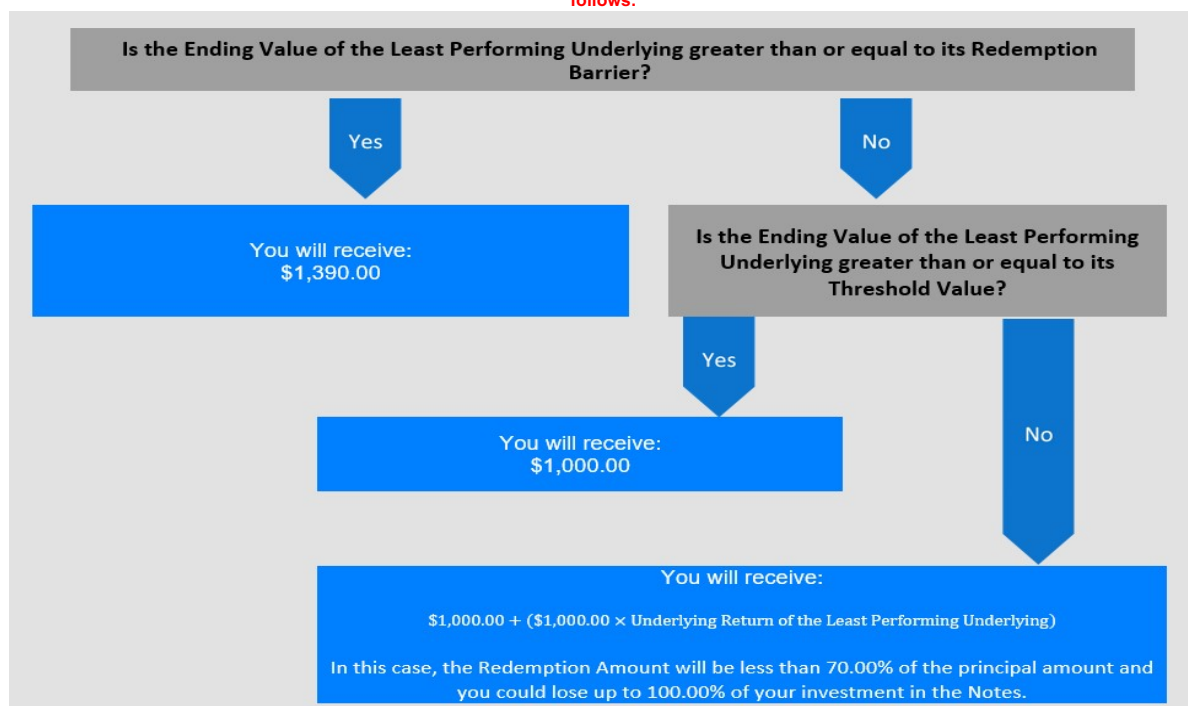 follows:
Is the Ending Value of the Least Performing Underlying greater than or equal to its Redemption
Barrier?
Yes
No
You will receive:
$1,390.00
Is the Ending Value of the Least Performing
Underlying greater than or equal to its
Threshold Value?
Yes
No
You will receive:
$1,000.00
You will receive:
$1,000.00 + ($1,000.00 × Underlying Return of the Least Performing Underlying)
In this case, the Redemption Amount will be less than 70.00% of the principal amount and
you could lose up to 100.00% of your investment in the Notes.